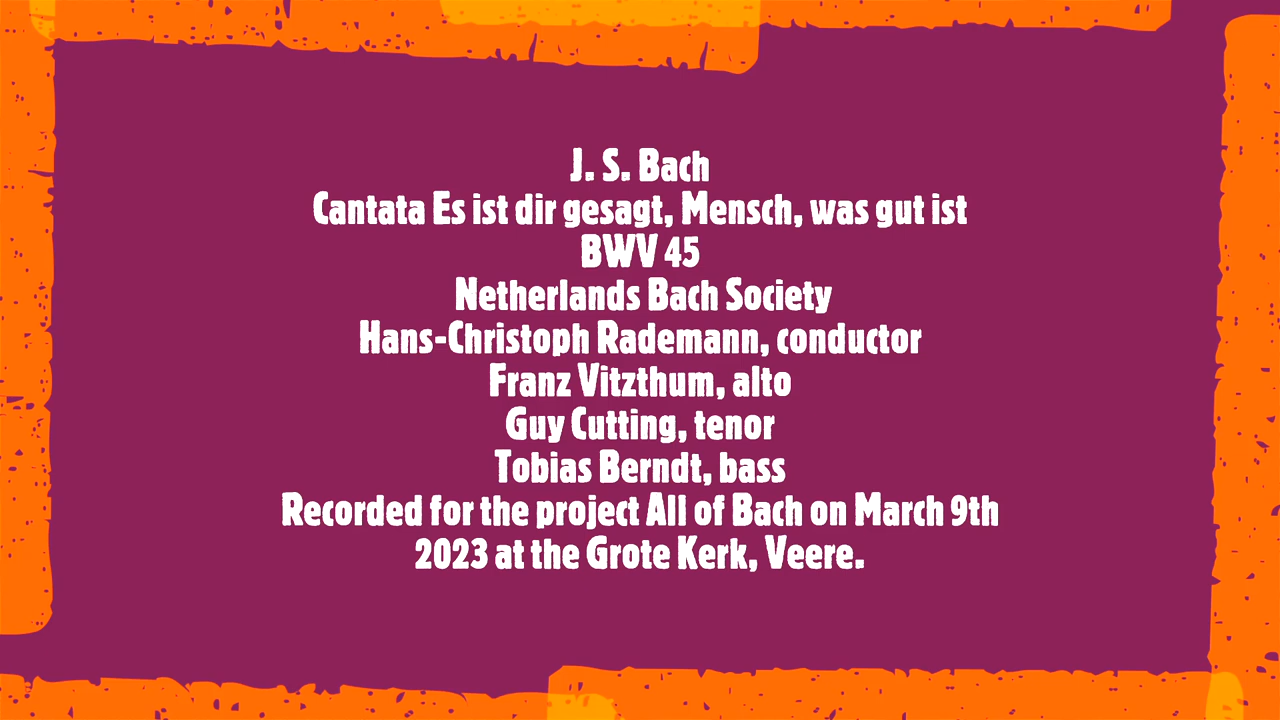 J. S. Bach
Cantata Es ist dir gesagt, Mensch, was gut ist
BWV 45
Netherlands Bach Society
Hans-Christoph Rademann, conductor
Franz Vitzthum, alto
Guy Cutting, tenor
Tobias Berndt, bass
Recorded for the project All of Bach on March 9th
2023 at the Grote Kerk, Veere.